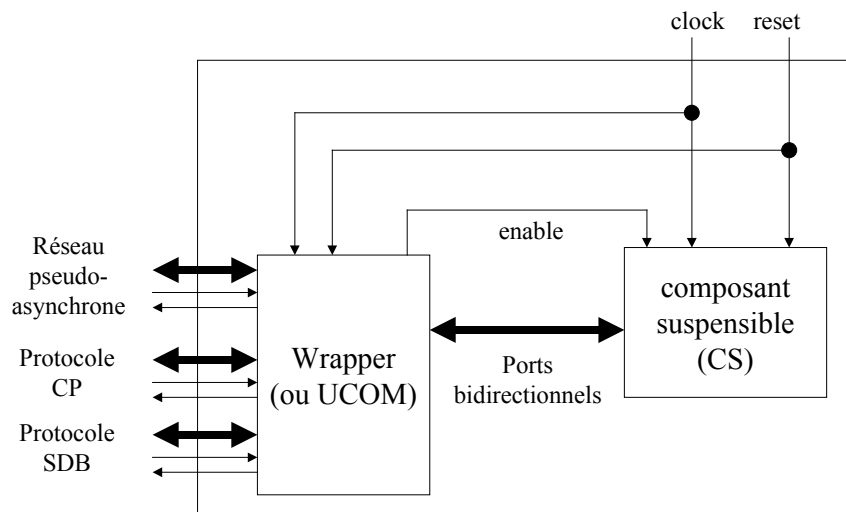 clock
reset
enable
Réseau
pseudo-
asynchrone
Protocole
CP
Protocole
SDB
Wrapper
(ou UCOM)
Ports
bidirectionnels
composant
suspensible
(CS)